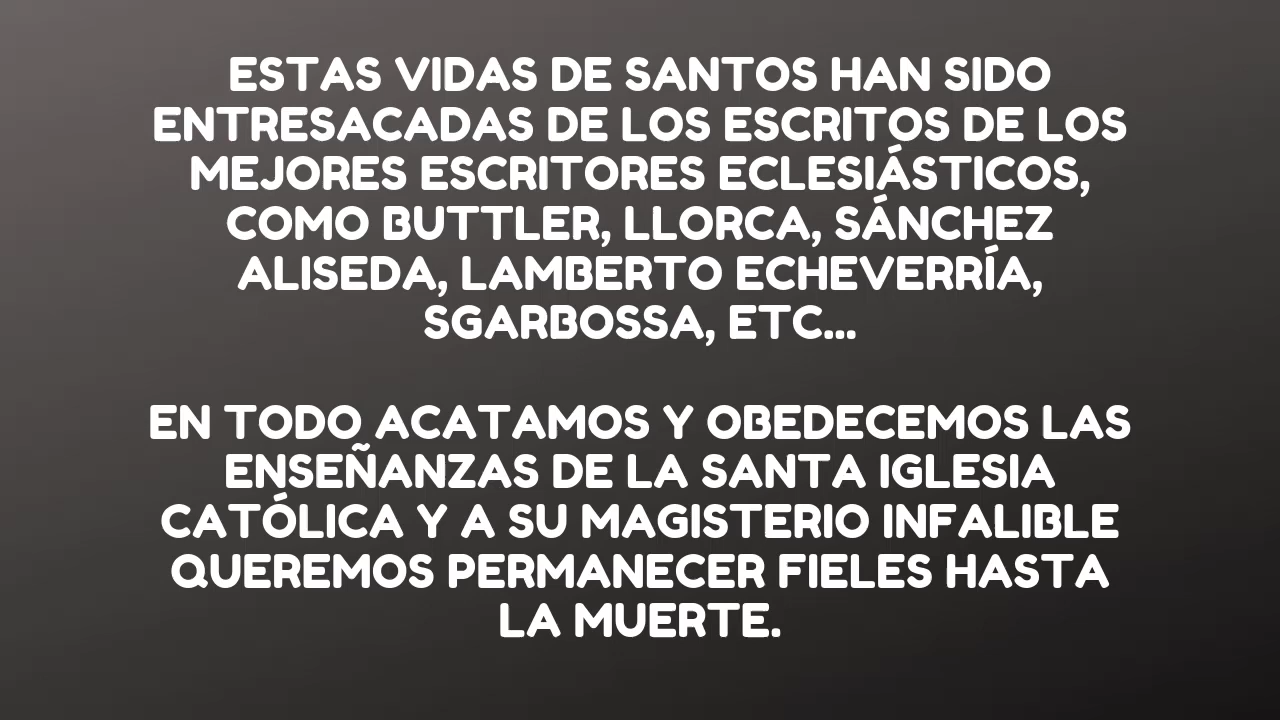 ESTAS VIDAS DE SANTOS HAN SIDO
ENTRESACADAS DE LOS ESCRITOS DE LOS
MEJORES ESCRITORES ECLESIÁSTICOS,
COMO BUTTLER, LLORCA, SÁNCHEZ
ALISEDA, LAMBERTO ECHEVERRÍA,
SGARBOSSA, ETC...
EN TODO ACATAMOS Y OBEDECEMOS LAS
ENSEÑANZAS DE LA SANTA IGLESIA
CATÓLICA Y A SU MAGISTERIO INFALIBLE
QUEREMOS PERMANECER FIELES HASTA
LA MUERTE.